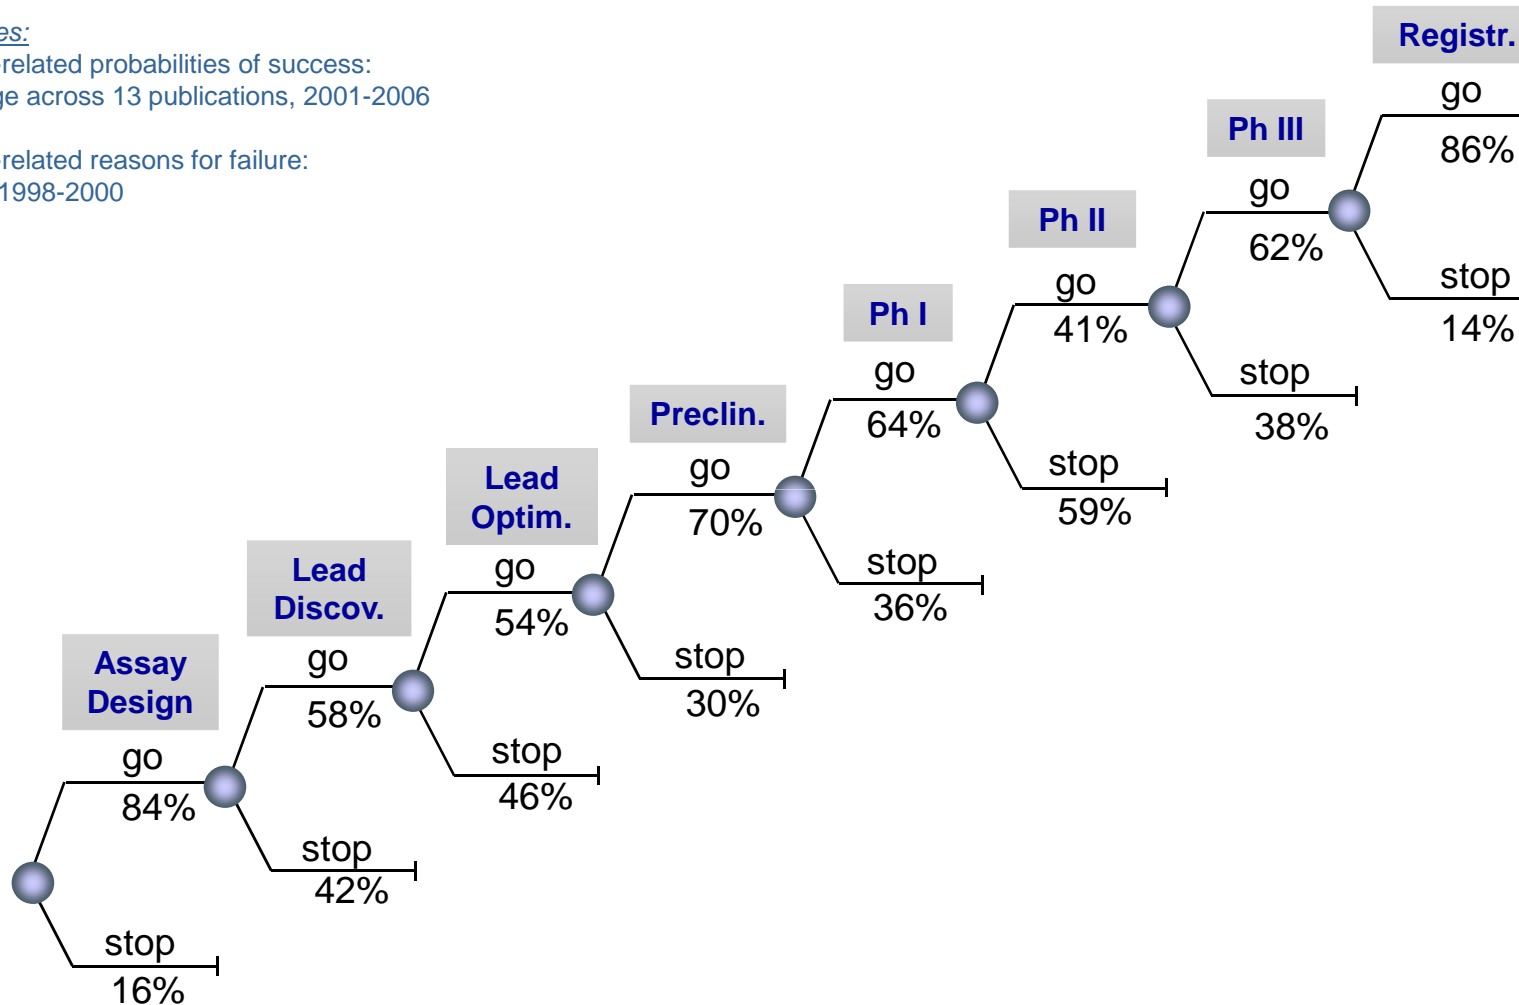 es:
-related probabilities of success:
ge across 13 publications, 2001-2006
-related reasons for failure:
1998-2000
Registr.
go
86%
stop
14%
Ph III
go
62%
stop
38%
Ph II
go
41%
stop
59%
Ph I
go
64%
stop
36%
Preclin.
go
70%
stop
30%
Lead
Optim.
go
54%
stop
46%
Lead
Discov.
go
58%
stop
42%
Assay
Design
go
84%
stop
16%